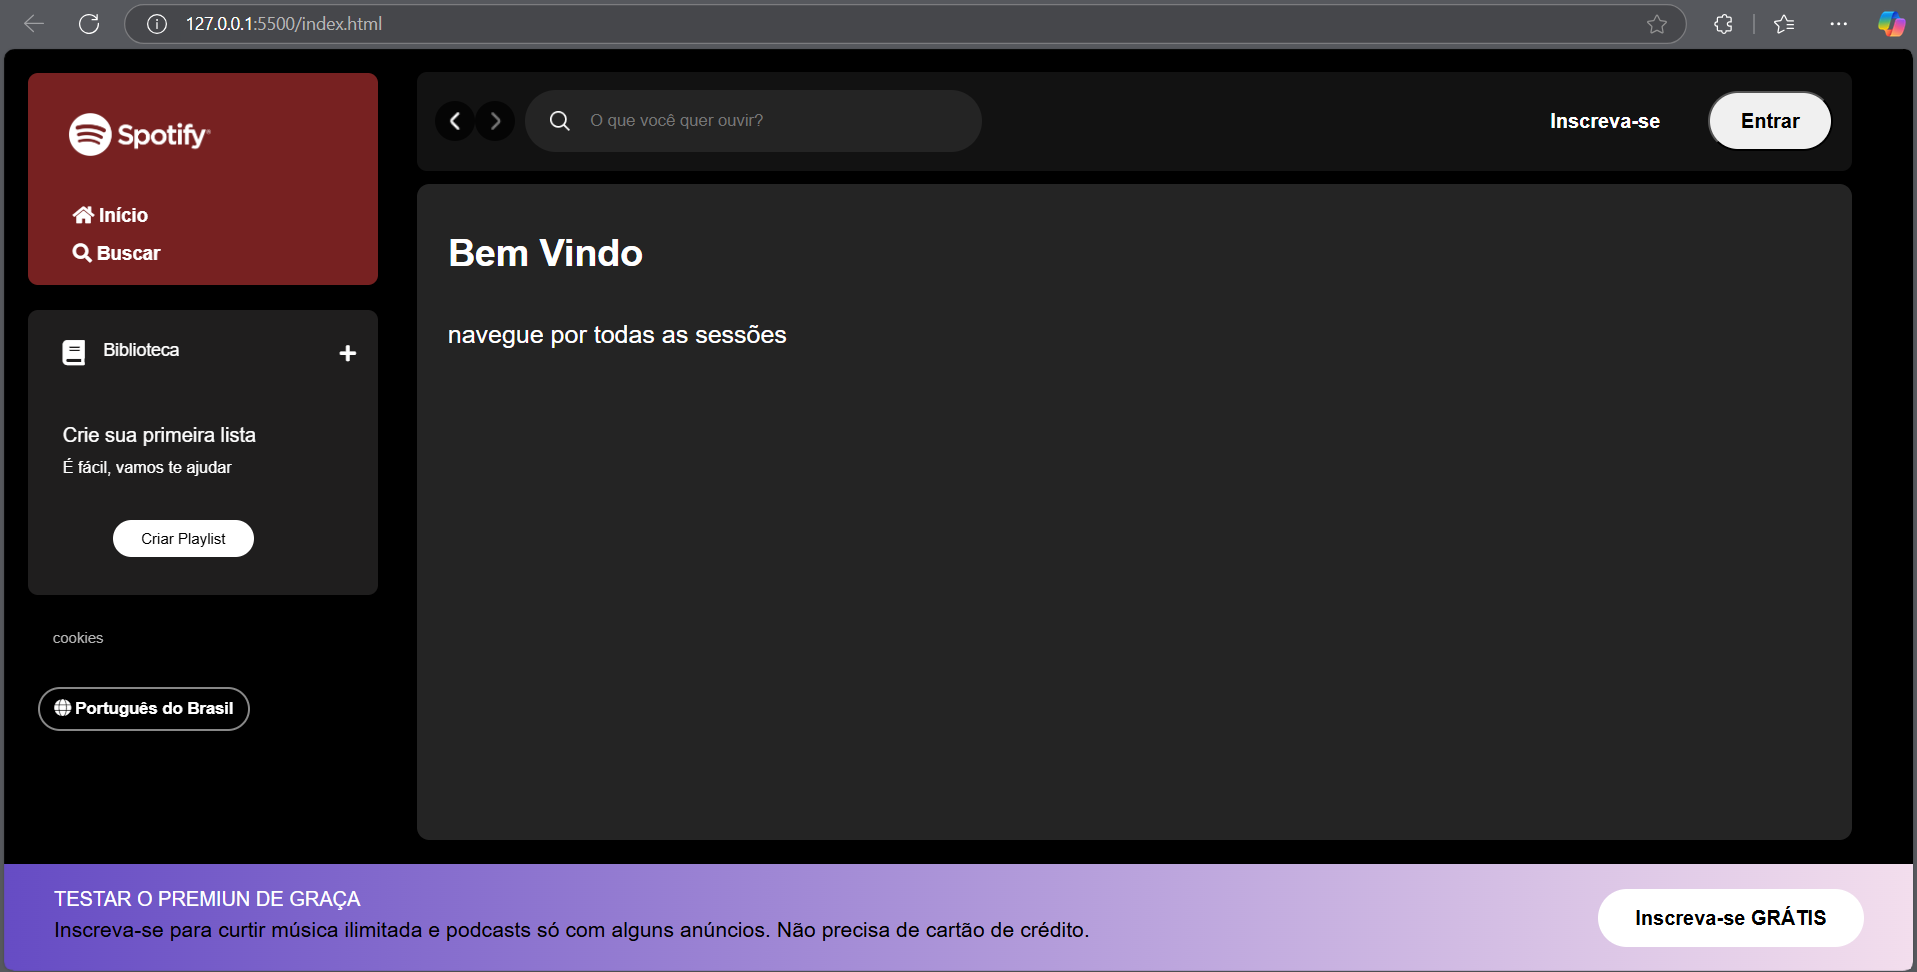 127.0.0.1:5500/index.html
Spotify®
Início
Buscar
Biblioteca
Crie sua primeira lista
É fácil, vamos te ajudar
Criar Playlist
cookies
Português do Brasil
O que você quer ouvir?
Inscreva-se
Entrar
Bem Vindo
navegue por todas as sessões
TESTAR O PREMIUN DE GRAÇA
Inscreva-se para curtir música ilimitada e podcasts só com alguns anúncios. Não precisa de cartão de crédito.
Inscreva-se GRÁTIS